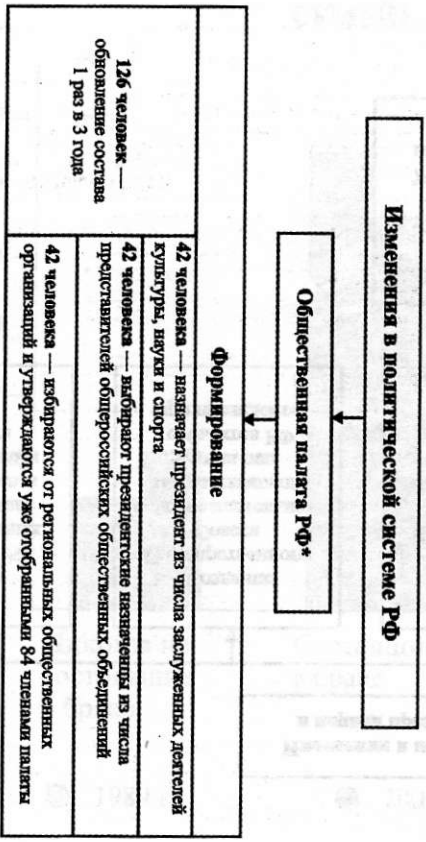 Изменения в политической системе РФ
Общественная палата РФ*
Формирование
126 человек —
обновление состава
1 раз в 3 года
42 человека — назначает президент из числа заслуженных деятелей
культуры, науки и спорта
42 человека — выбирают президентские назначенцы из числа
представителей общероссийских общественных объединений
42 человека — избираются от региональных общественных
организаций и утверждаются уже отобранными 84 членами палаты